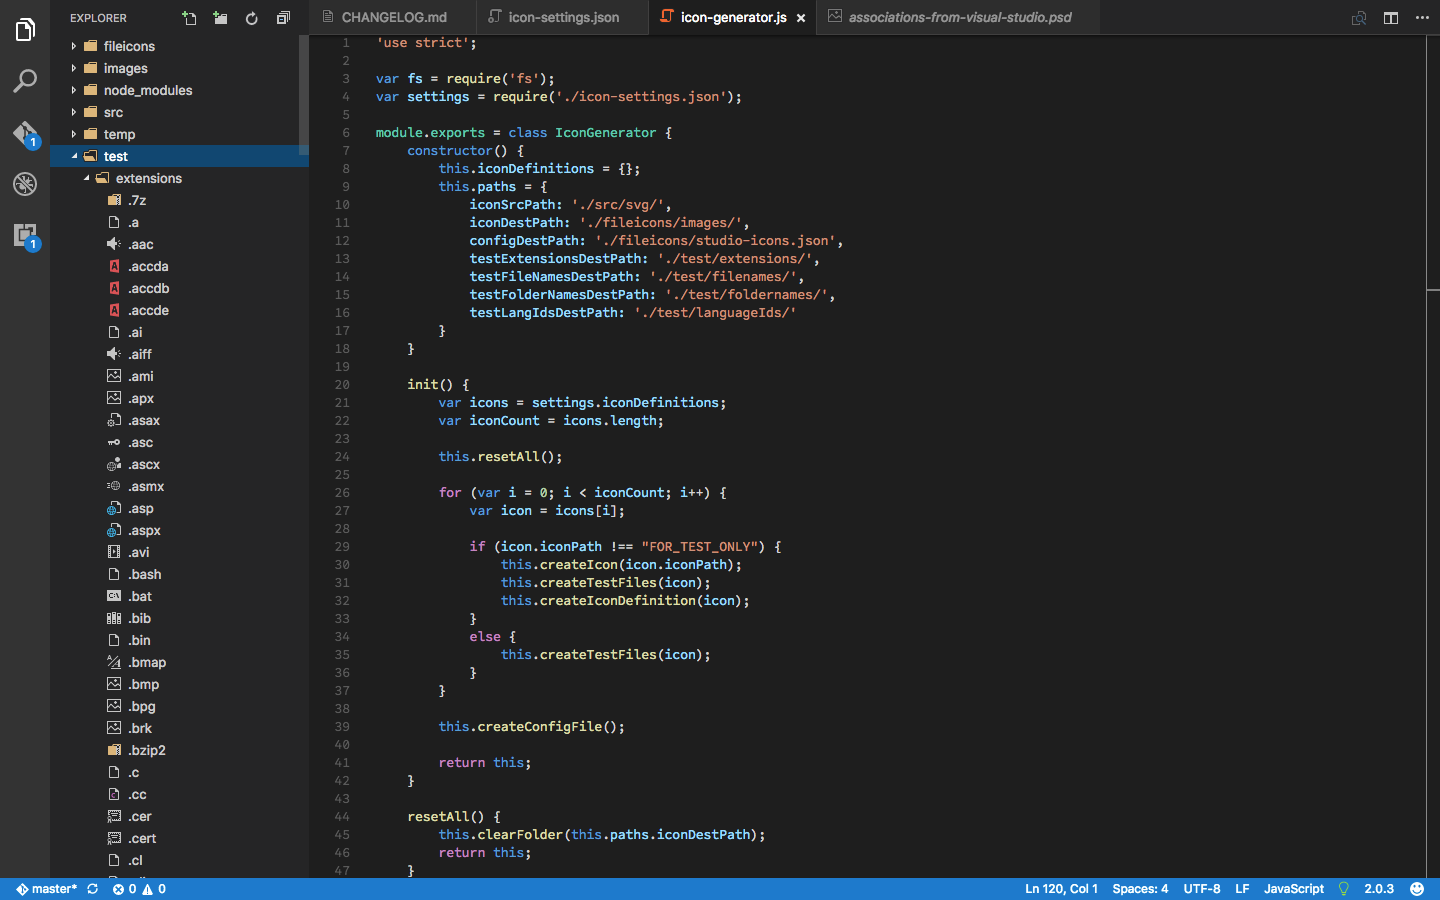 EXPLORER
fileicons
images
node_modules
src
temp
test
extensions
.7z
.a
.aac
.accda
.accdb
.accde
.ai
.aiff
.ami
.apx
.asax
.asc
.ascx
.asmx
.asp
.aspx
.avi
.bash
.bat
.bib
.bin
.bmap
.bmp
.bpg
.brk
.bzip2
.c
.cc
.cer
.cert
.cl
1
1
CHANGELOG.md icon-settings.json icon-generator.js × associations-from-visual-studio.psd
1 'use strict';
2
3 var fs = require('fs');
4 var settings = require('./icon-settings.json');
5
6 module.exports = class IconGenerator {
7 constructor() {
8 this.iconDefinitions = {};
9 this.paths = {
10 iconSrcPath: './src/svg/',
11 iconDestPath: './fileicons/images/',
12 configDestPath: './fileicons/studio-icons.json',
13 testExtensionsDestPath: './test/extensions/',
14 testFileNamesDestPath: './test/filenames/',
15 testFolderNamesDestPath: './test/foldernames/',
16 testLangIdsDestPath: './test/languageIds/'
17 }
18 }
19
20 init() {
21 var icons = settings.iconDefinitions;
22 var iconCount = icons.length;
23
24 this.resetAll();
25
26 for (var i = 0; i < iconCount; i++) {
27 var icon = icons[i];
28
29 if (icon.iconPath !== "FOR_TEST_ONLY") {
30 this.createIcon(icon.iconPath);
31 this.createTestFiles(icon);
32 this.createIconDefinition(icon);
33 }
34 else {
35 this.createTestFiles(icon);
36 }
37 }
38
39 this.createConfigFile();
40
41 return this;
42 }
43
44 resetAll() {
45 this.clearFolder(this.paths.iconDestPath);
46 return this;
47 }
master* 0 0 Ln 120, Col 1 Spaces: 4 UTF-8 LF JavaScript 2.0.3